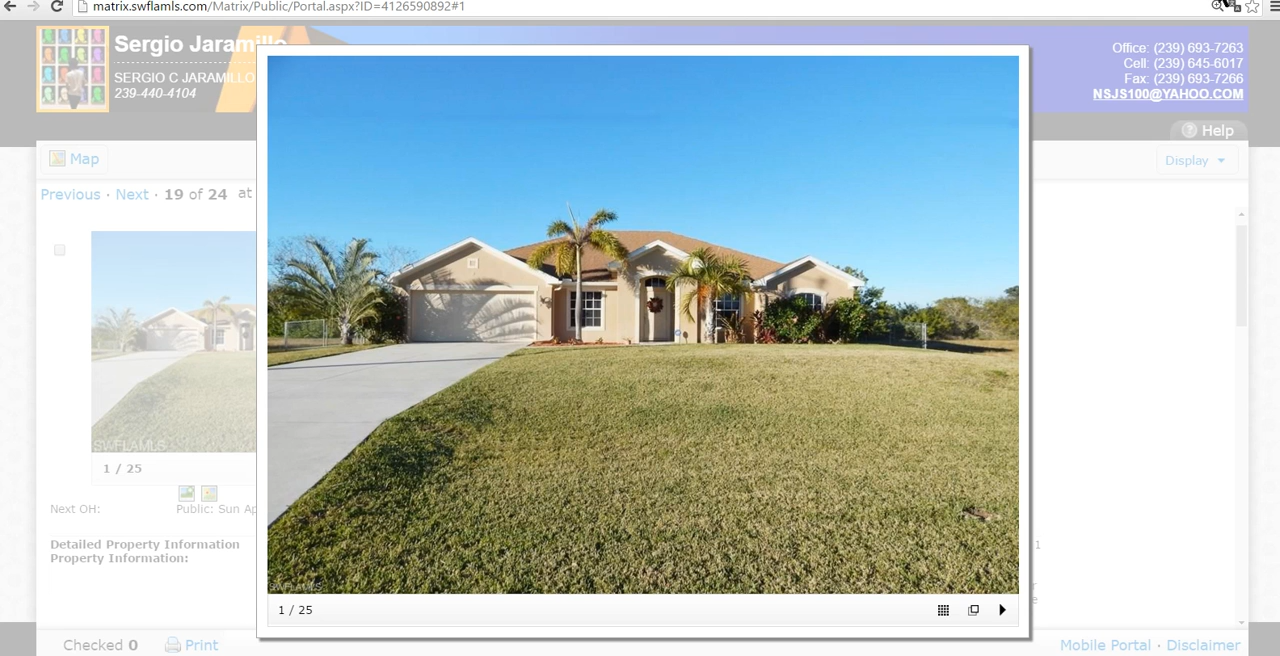 matrix.swflamls.com/Matrix/Public/Portal.aspx?ID=4126590892#1
Sergio Jaramillo
SERGIO C JARAMILLO
239-440-4104
Office: (239) 693-7263
Cell: (239) 645-6017
Fax: (239) 693-7266
NSJS100@YAHOO.COM
? Help
Map
Display
Previous · Next · 19 of 24 at
SWFLAMLS
1 / 25
Next OH: Public: Sun Ap
Detailed Property Information
Property Information:
1
SWFLAMLS
1 / 25
Checked 0 Print
Mobile Portal · Disclaimer